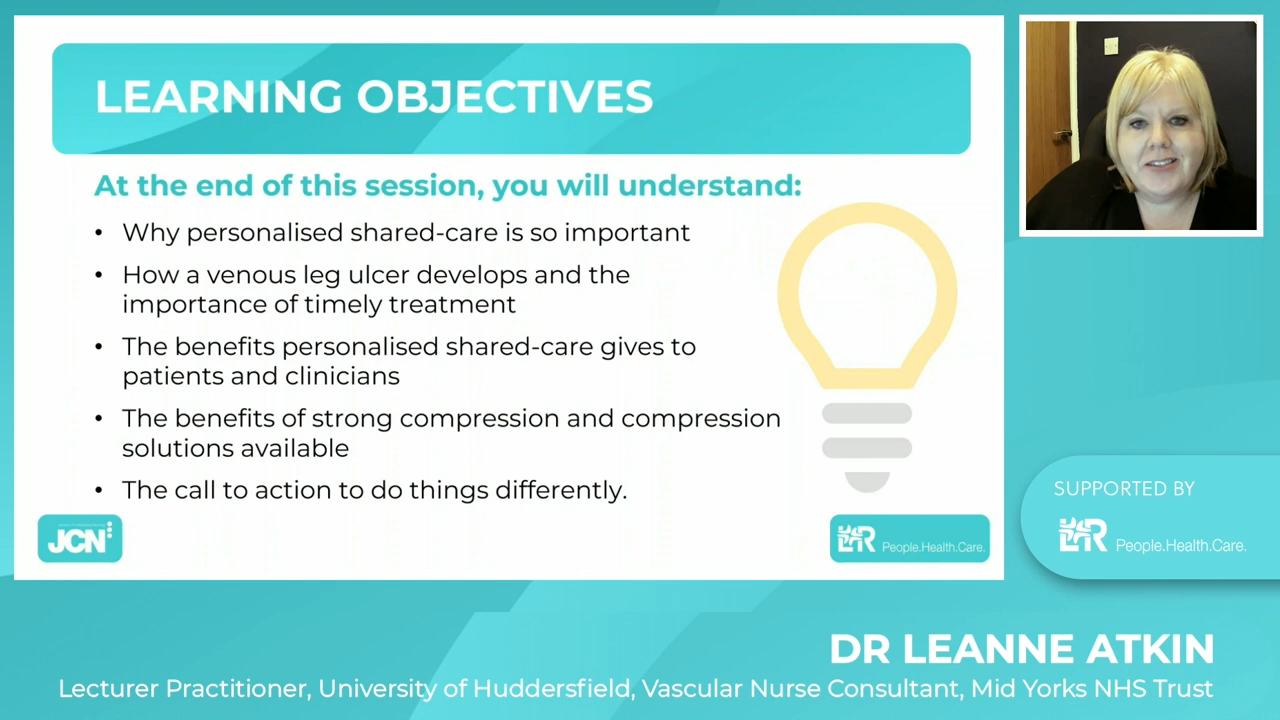 LEARNING OBJECTIVES
At the end of this session, you will understand:
• Why personalised shared-care is so important
• How a venous leg ulcer develops and the
importance of timely treatment
• The benefits personalised shared-care gives to
patients and clinicians
• The benefits of strong compression and compression
solutions available
• The call to action to do things differently.
JCN
L&R
People.Health.Care.
SUPPORTED BY
L&R
People.Health.Care.
DR LEANNE ATKIN
Lecturer Practitioner, University of Huddersfield, Vascular Nurse Consultant, Mid Yorks NHS Trust